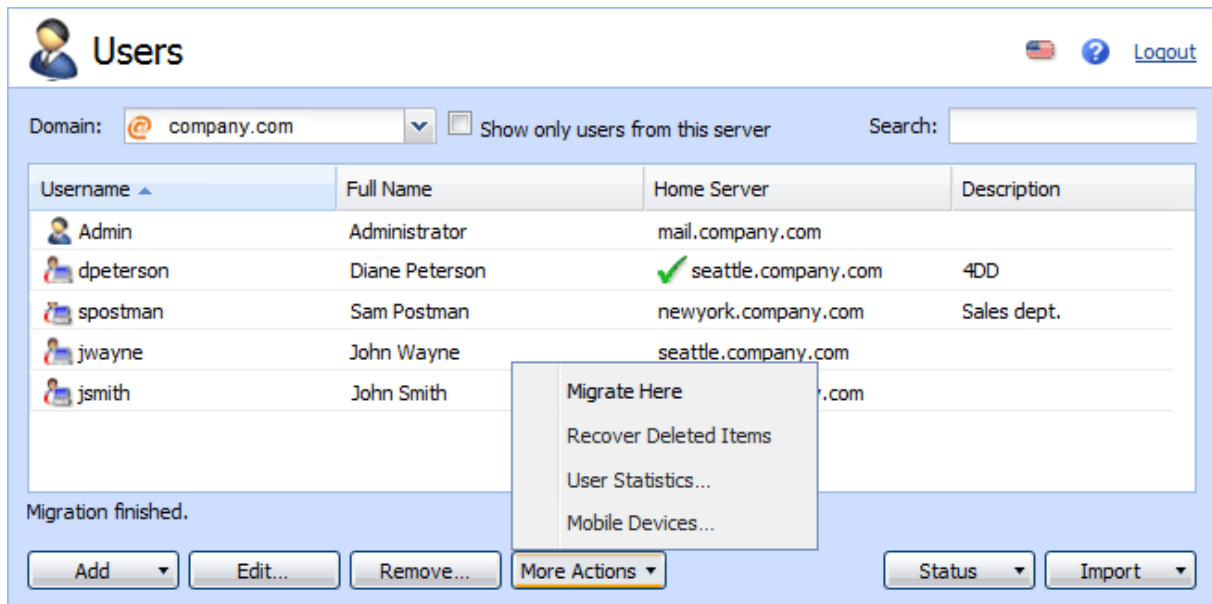 Users
? Logout
Domain: @ company.com Show only users from this server Search:
Username Full Name Home Server Description
Admin Administrator mail.company.com
dpeterson Diane Peterson seattle.company.com 4DD
spostman Sam Postman newyork.company.com Sales dept.
jwayne John Wayne seattle.company.com
jsmith John Smith .com
Migrate Here
Recover Deleted Items
User Statistics...
Mobile Devices...
Migration finished.
Add Edit... Remove... More Actions Status Import